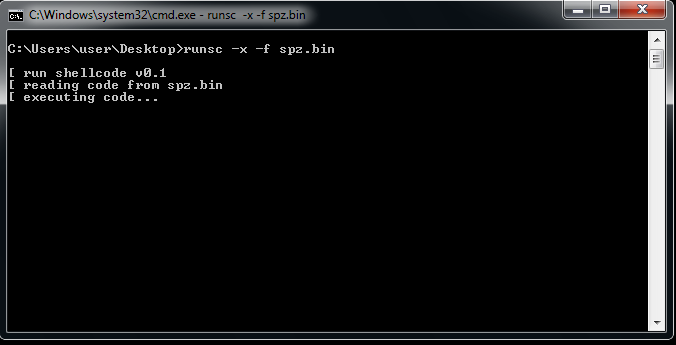 C:\Windows\system32\cmd.exe - runsc -x -f spz.bin
C:\Users\user\Desktop>runsc -x -f spz.bin
[ run shellcode v0.1
[ reading code from spz.bin
[ executing code...